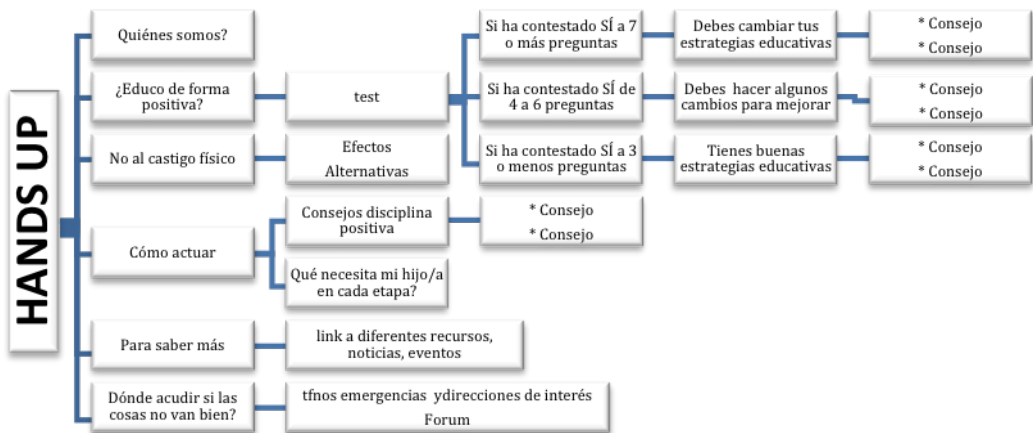 HANDS UP
Quiénes somos?
¿Educo de forma
positiva?
test
Si ha contestado SÍ a 7
o más preguntas
Debes cambiar tus
estrategias educativas
* Consejo
* Consejo
Si ha contestado SÍ de
4 a 6 preguntas
Debes hacer algunos
cambios para mejorar
* Consejo
* Consejo
Si ha contestado SÍ a 3
o menos preguntas
Tienes buenas
estrategias educativas
* Consejo
* Consejo
No al castigo físico
Efectos
Alternativas
Cómo actuar
Consejos disciplina
positiva
* Consejo
* Consejo
Qué necesita mi hijo/a
en cada etapa?
Para saber más
link a diferentes recursos,
noticias, eventos
Dónde acudir si las
cosas no van bien?
tfnos emergencias ydirecciones de interés
Forum